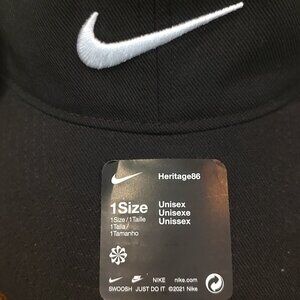 Heritage86
1Size
1Size/1Taille
1Talla/
1Tamanho
Unisex
Unisexe
Unissex
NIKE nike.com
SWOOSH JUST DO IT ©2021 Nike